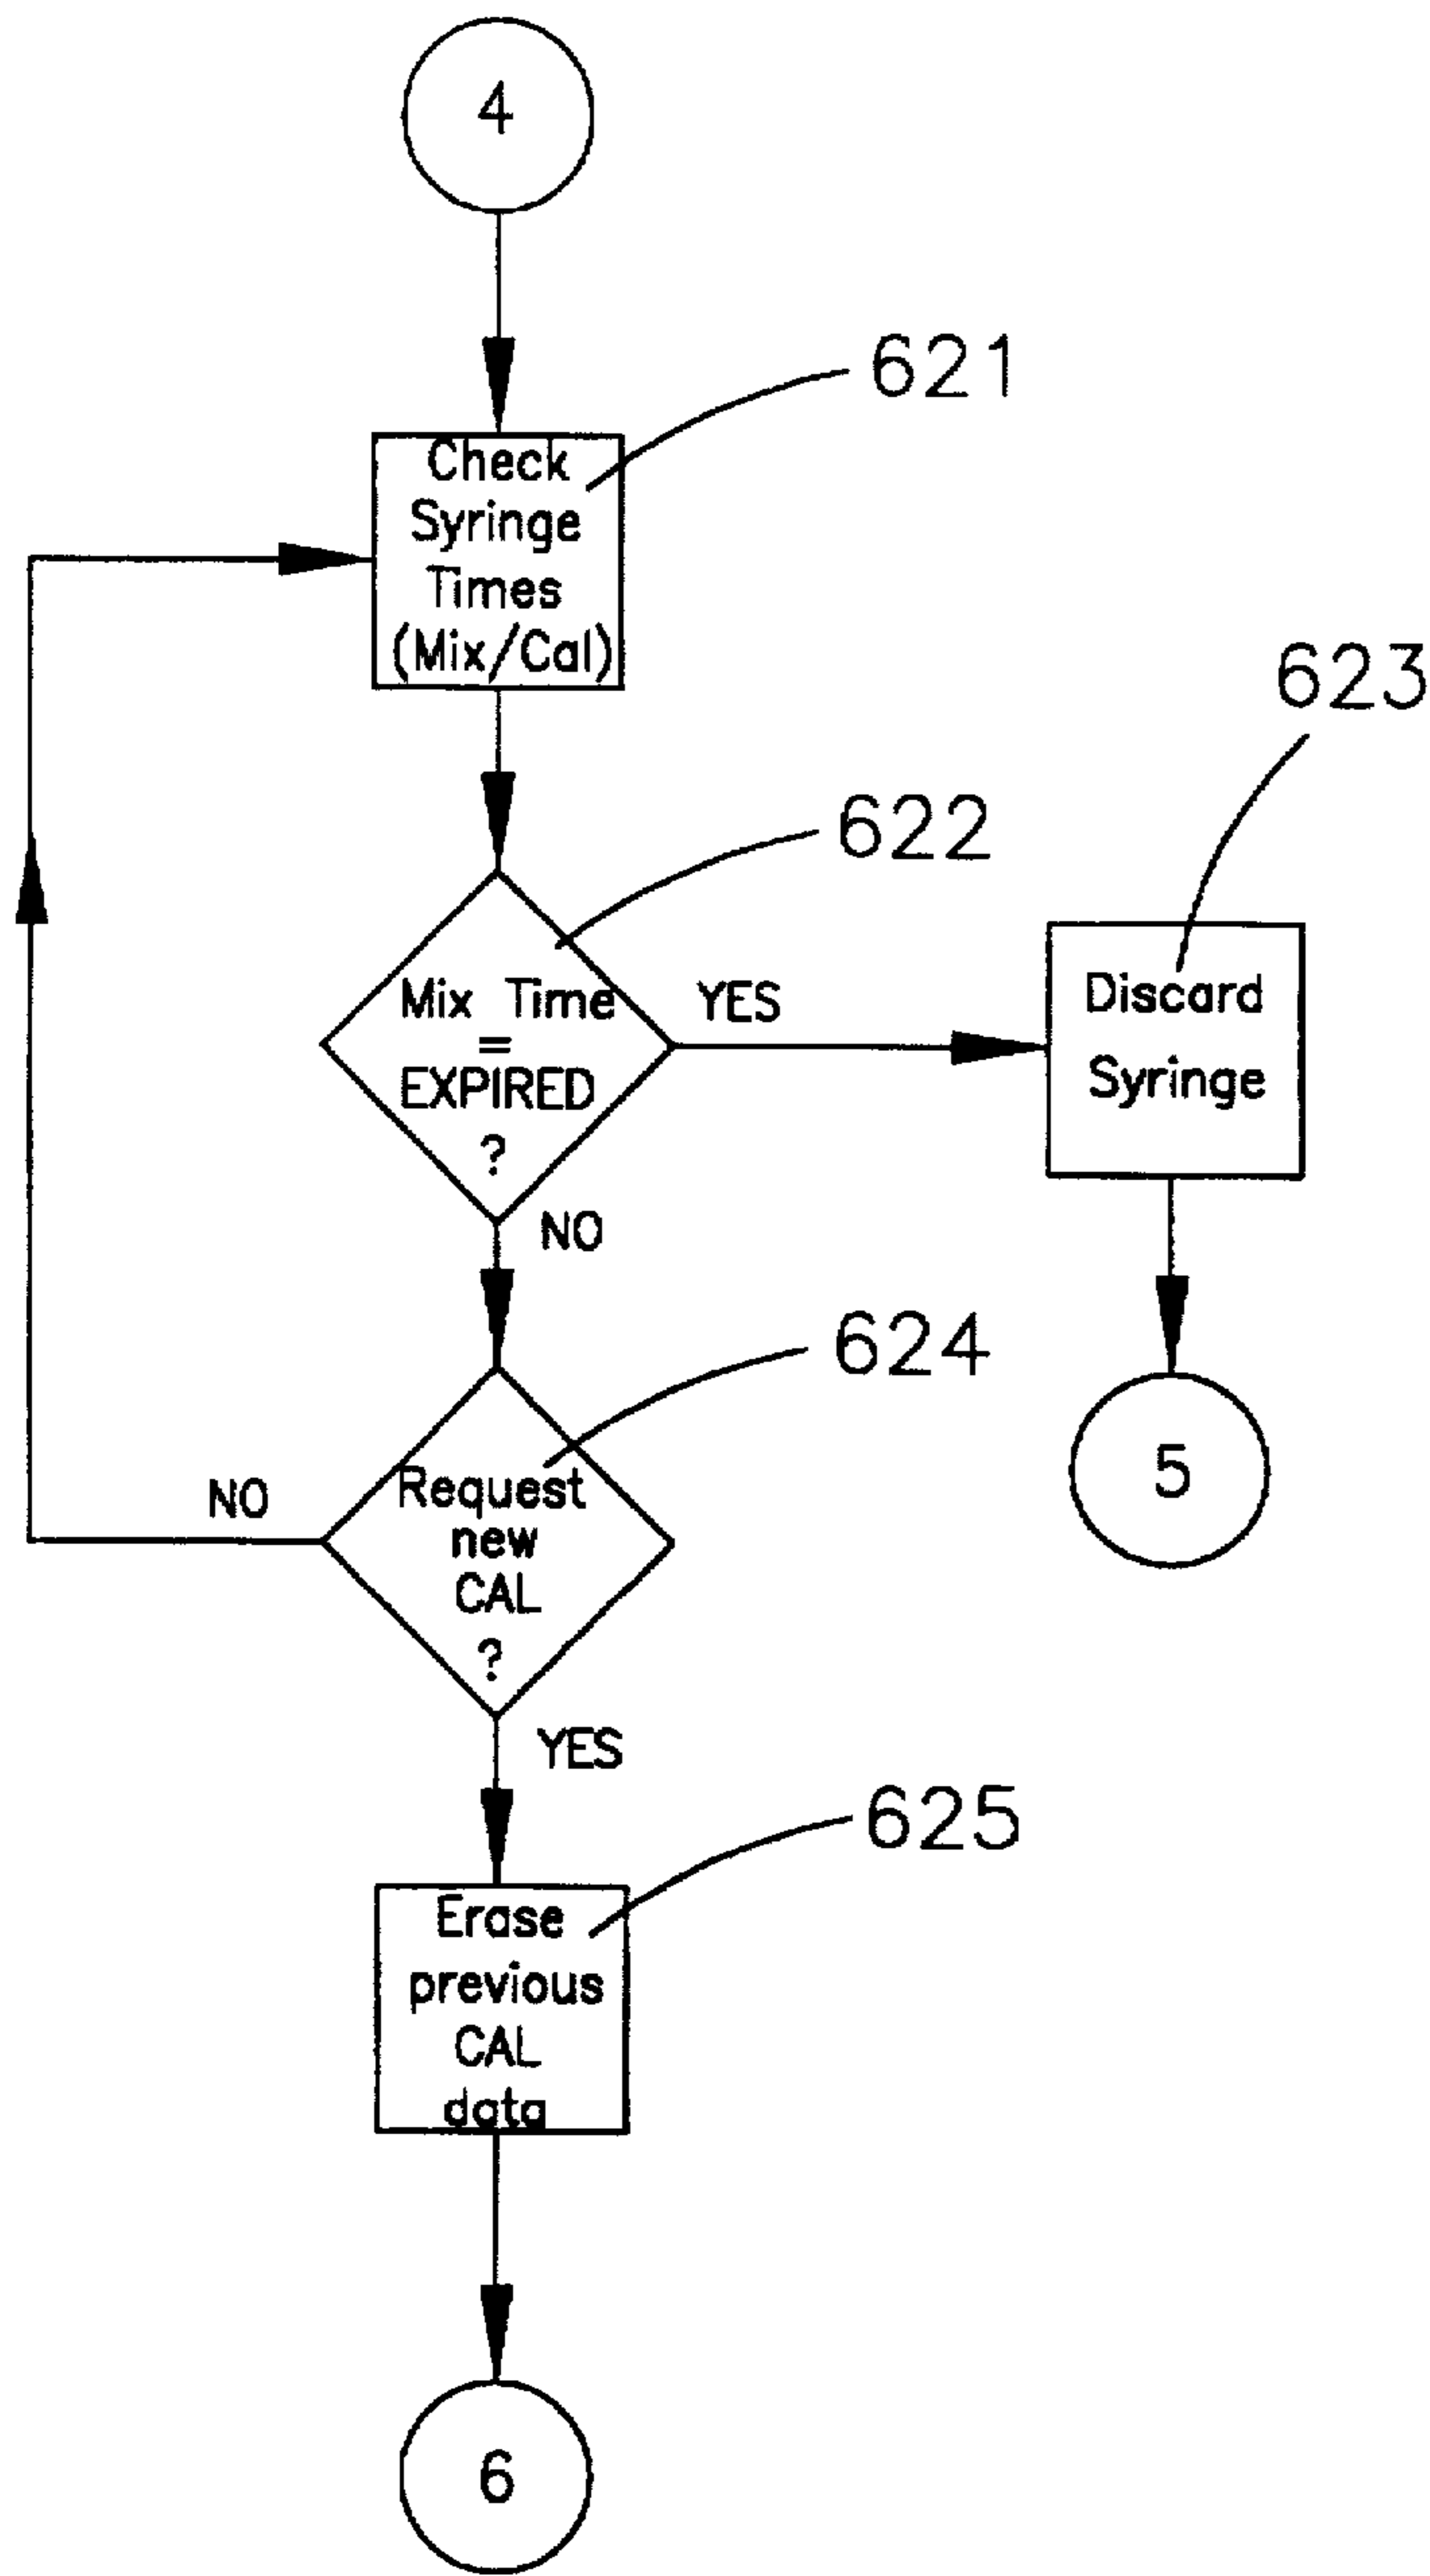 4
621
Check
Syringe
Times
(Mix/Cal)
623
622
Mix Time
=
EXPIRED
?
YES
Discard
Syringe
NO
624
5
NO
Request
new
CAL
?
YES
625
Erase
previous
CAL
data
6